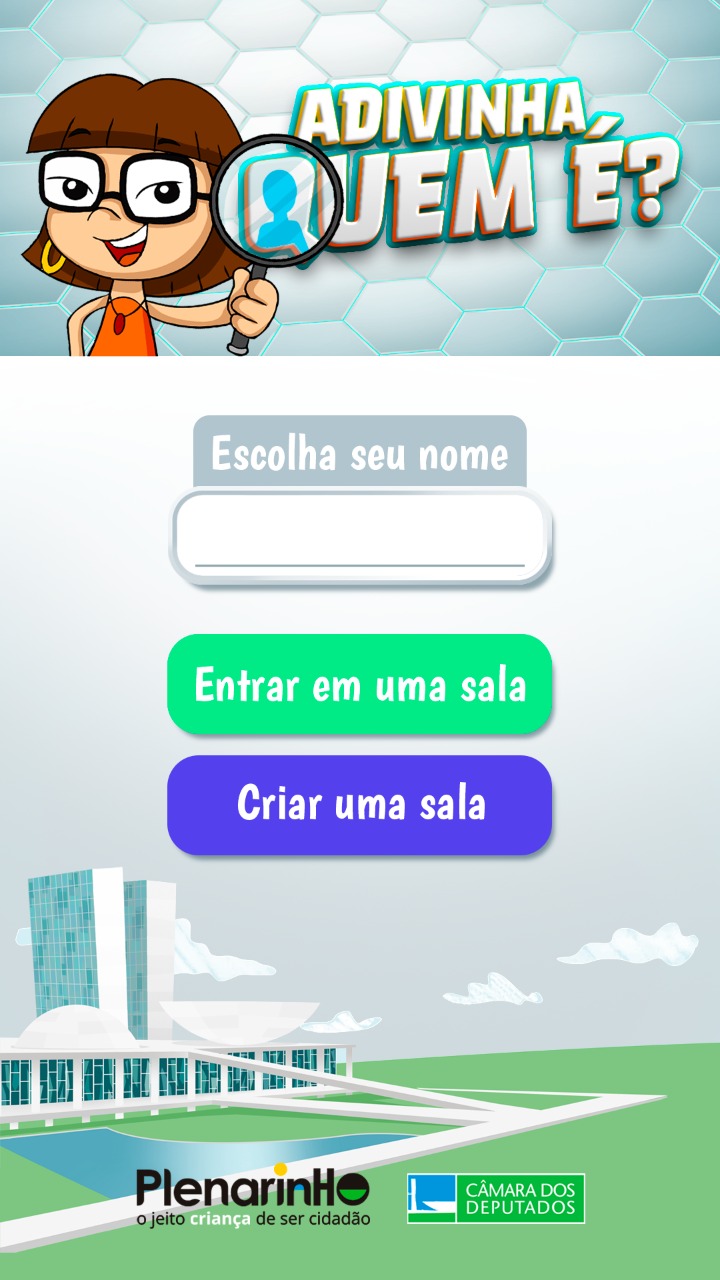 ADIVINHA
QUEM É?
Escolha seu nome
Entrar em uma sala
Criar uma sala
Plenarinho
o jeito criança de ser cidadão
CÂMARA DOS
DEPUTADOS